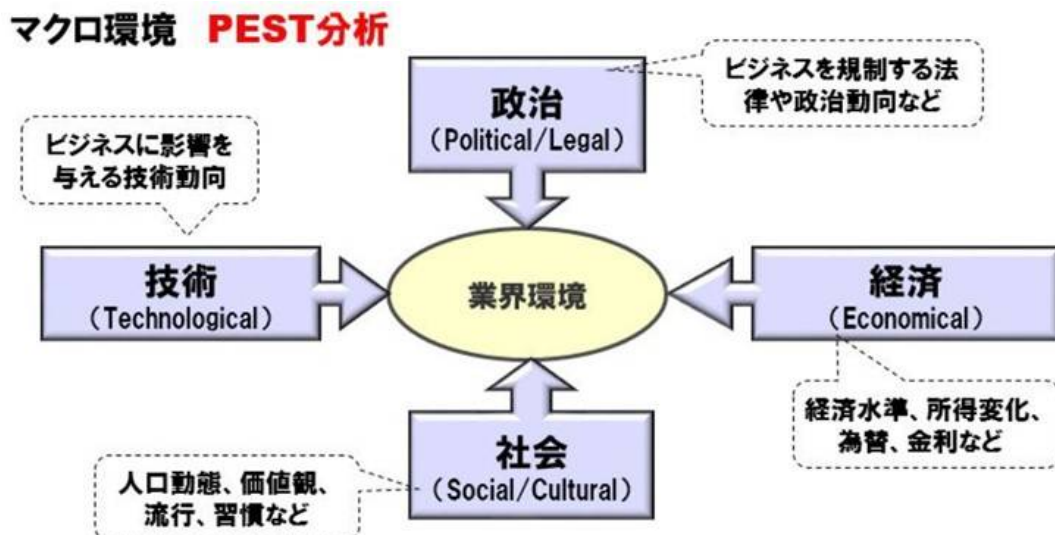 マクロ環境 PEST分析
政治
(Political/Legal)
ビジネスを規制する法
律や政治動向など
ビジネスに影響を
与える技術動向
技術
(Technological)
業界環境
経済
(Economical)
経済水準、所得変化、
為替、金利など
社会
(Social/Cultural)
人口動態、価値観、
流行、習慣など